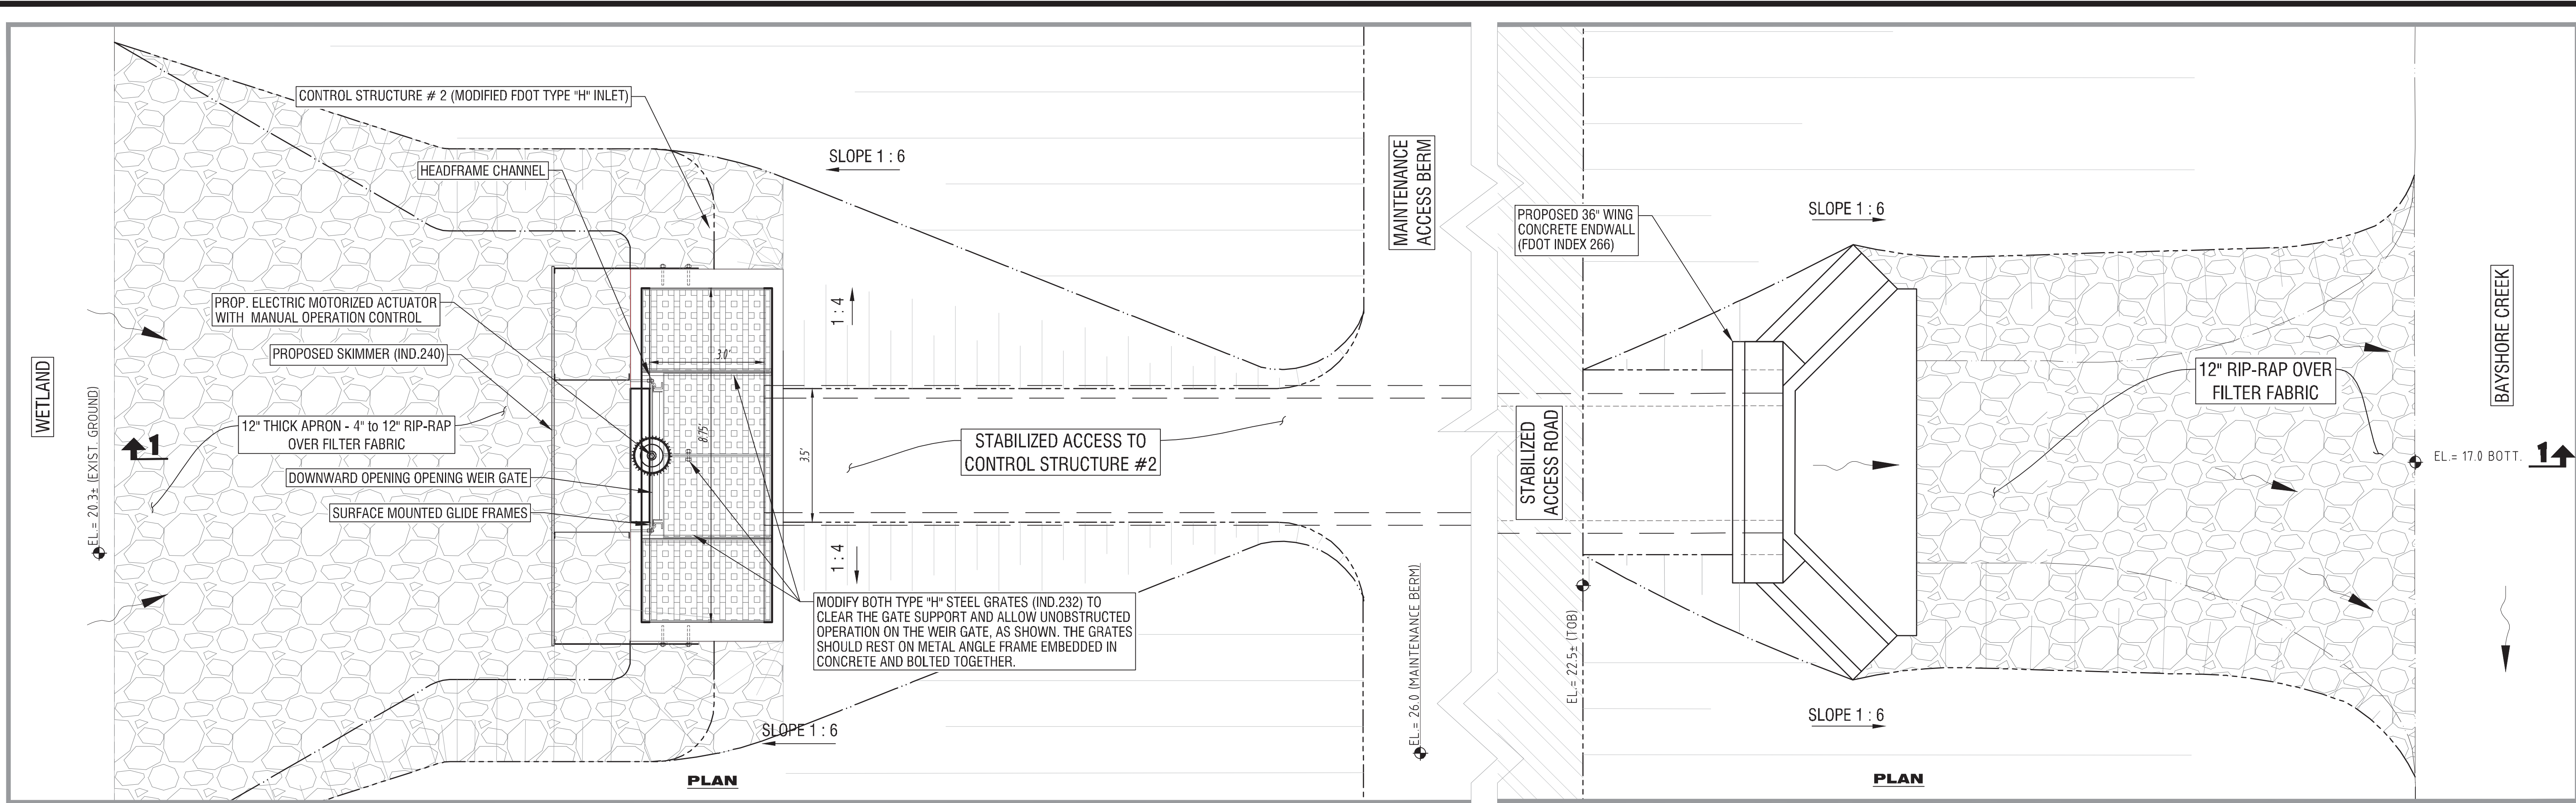 CONTROL STRUCTURE # 2 (MODIFIED FDOT TYPE "H" INLET)
HEADFRAME CHANNEL
PROP. ELECTRIC MOTORIZED ACTUATOR
WITH MANUAL OPERATION CONTROL
PROPOSED SKIMMER (IND.240)
WETLAND
EL.= 20.3± (EXIST. GROUND)
1
12" THICK APRON - 4" to 12" RIP-RAP
OVER FILTER FABRIC
DOWNWARD OPENING OPENING WEIR GATE
SURFACE MOUNTED GLIDE FRAMES
3.0'
8.75'
3.5'
SLOPE 1 : 6
1 : 4
STABILIZED ACCESS TO
CONTROL STRUCTURE #2
1 : 4
MODIFY BOTH TYPE "H" STEEL GRATES (IND.232) TO
CLEAR THE GATE SUPPORT AND ALLOW UNOBSTRUCTED
OPERATION ON THE WEIR GATE, AS SHOWN. THE GRATES
SHOULD REST ON METAL ANGLE FRAME EMBEDDED IN
CONCRETE AND BOLTED TOGETHER.
SLOPE 1 : 6
PLAN
MAINTENANCE
ACCESS BERM
EL.= 26.0 (MAINTENANCE BERM)
PROPOSED 36" WING
CONCRETE ENDWALL
(FDOT INDEX 266)
STABILIZED
ACCESS ROAD
EL.= 22.5± (TOB)
SLOPE 1 : 6
12" RIP-RAP OVER
FILTER FABRIC
SLOPE 1 : 6
PLAN
BAYSHORE CREEK
EL.= 17.0 BOTT.
1